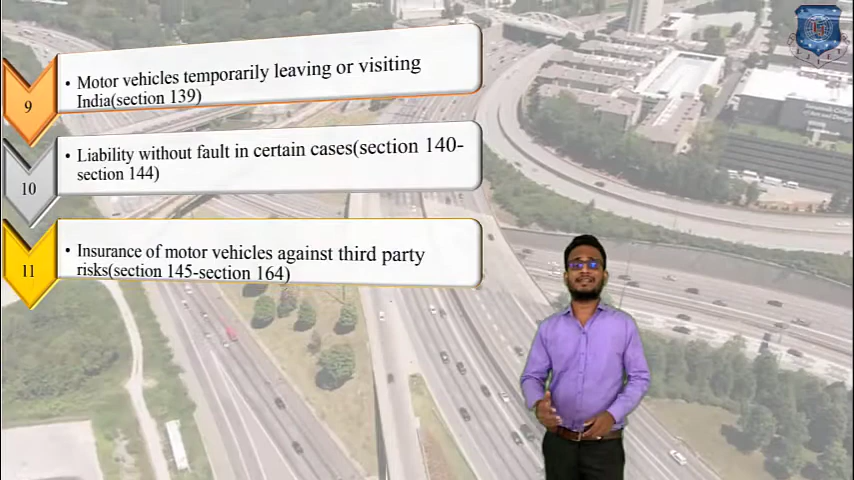 9
• Motor vehicles temporarily leaving or visiting
India(section 139)
10
• Liability without fault in certain cases(section 140-
section 144)
11
• Insurance of motor vehicles against third party
risks(section 145-section 164)